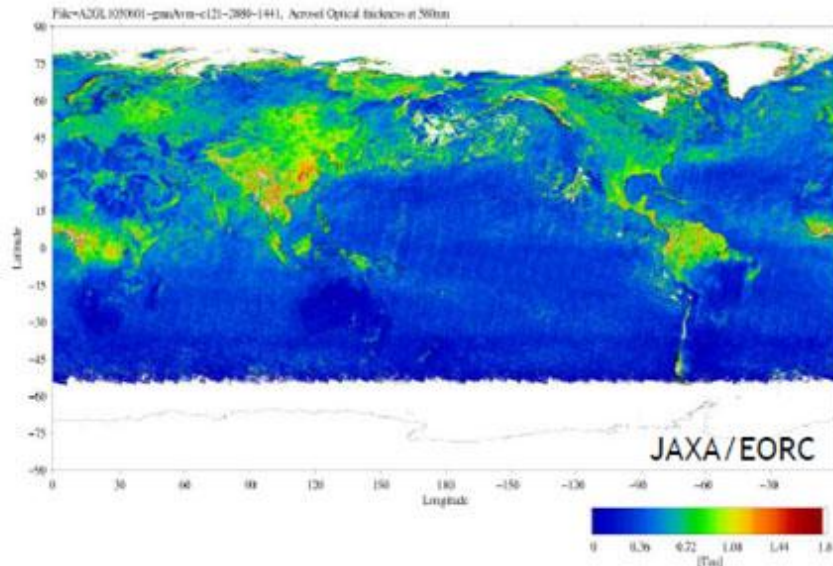 Aerosol Optical thickness at
90
75
60
45
30
15
0
-15
-30
-45
-60
-75
-90
Latitude
JAXA/EORC
0 30 60 90 120 150 180 -150 -120 -90 -60 -30
Longitude
0 0.36 0.72 1.08 1.44 1.8
[Tau]